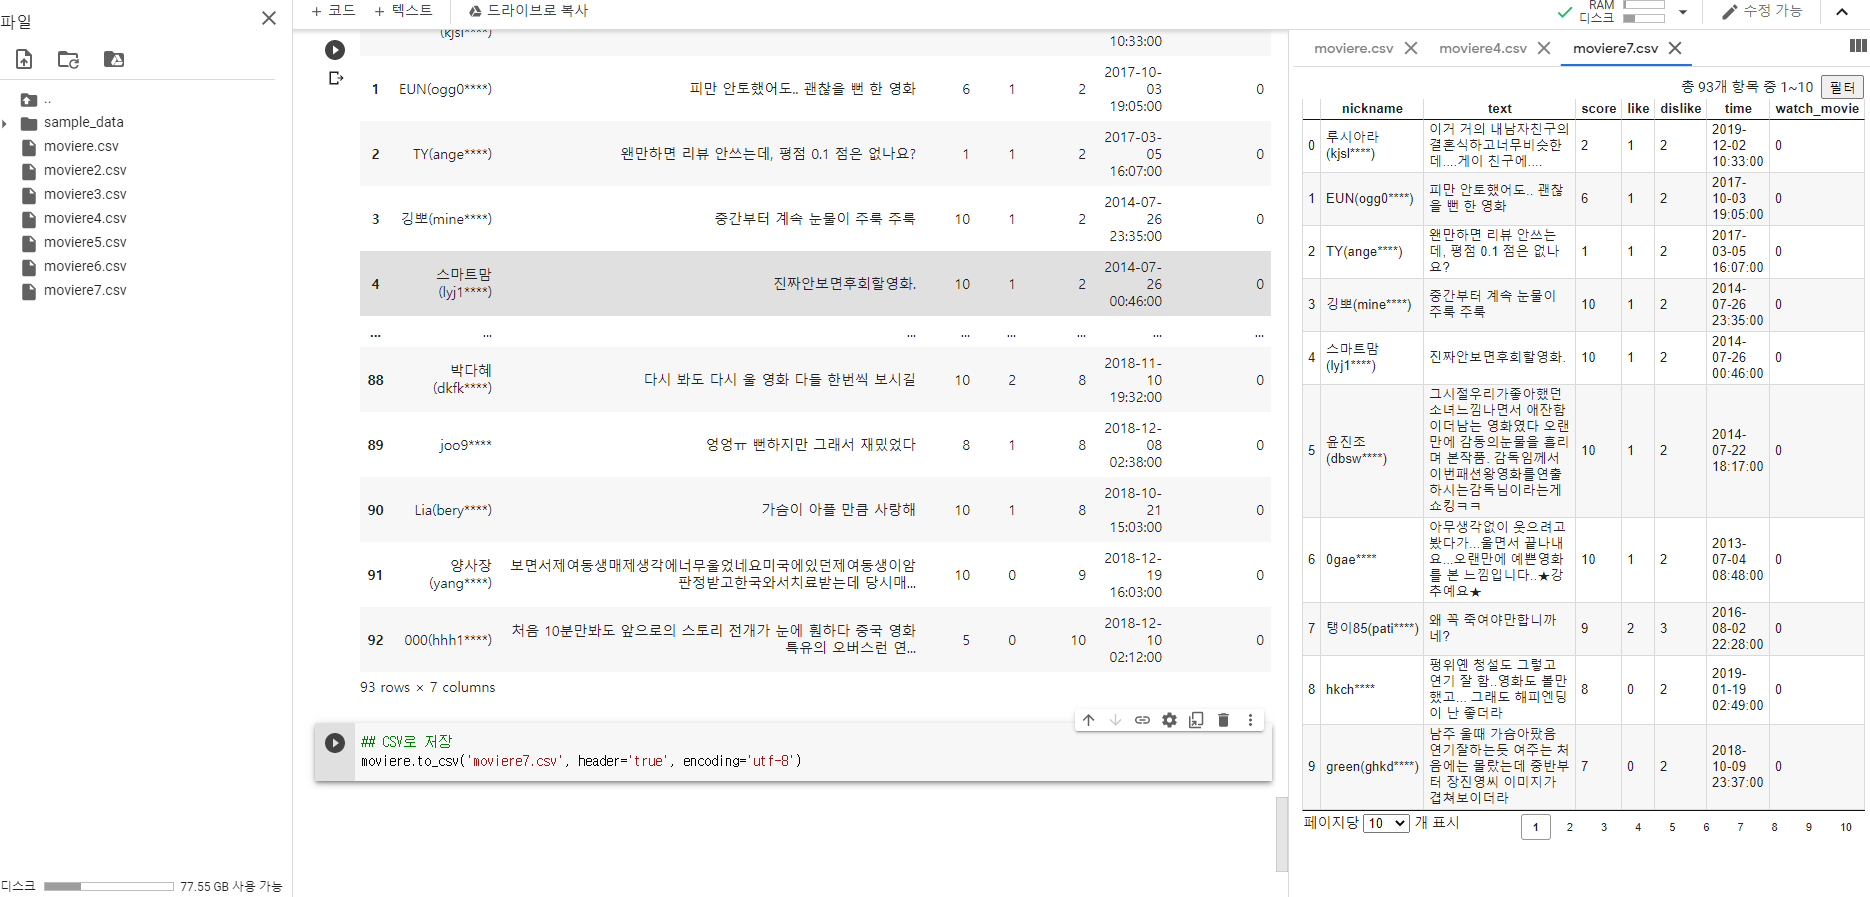 파일
+ 코드 + 텍스트 드라이브로 복사
RAM
디스크
수정 가능
..
sample_data
moviere.csv
moviere2.csv
moviere3.csv
moviere4.csv
moviere5.csv
moviere6.csv
moviere7.csv
디스크 77.55 GB 사용 가능
(kjsl****)
10:33:00
1 EUN(ogg0****) 피만 안토했어도.. 괜찮을 뻔 한 영화 6 1 2 2017-10-
03
19:05:00 0
2 TY(ange****) 왠만하면 리뷰 안쓰는데, 평점 0.1 점은 없나요? 1 1 2 2017-03-
05
16:07:00 0
3 깅뽀(mine****) 중간부터 계속 눈물이 주룩 주룩 10 1 2 2014-07-
26
23:35:00 0
4 스마트맘
(lyj1****) 진짜안보면후회할영화. 10 1 2 2014-07-
26
00:46:00 0
... ... ... ... ... ... ... ...
88 박다혜
(dkfk****) 다시 봐도 다시 울 영화 다들 한번씩 보시길 10 2 8 2018-11-
10
19:32:00 0
89 joo9**** 엉엉ㅠ 뻔하지만 그래서 재밌었다 8 1 8 2018-12-
08
02:38:00 0
90 Lia(bery****) 가슴이 아플 만큼 사랑해 10 1 8 2018-10-
21
15:03:00 0
91 양사장
(yang****) 보면서제여동생매제생각에너무울었네요미국에있던제여동생이암
판정받고한국와서치료받는데 당시매... 10 0 9 2018-12-
19
16:03:00 0
92 000(hhh1****) 처음 10분만봐도 앞으로의 스토리 전개가 눈에 훤하다 중국 영화
특유의 오버스런 연... 5 0 10 2018-12-
10
02:12:00 0
93 rows × 7 columns
## CSV로 저장
moviere.to_csv('moviere7.csv', header='true', encoding='utf-8')
moviere.csv moviere4.csv moviere7.csv
총 93개 항목 중 1~10 필터
nickname text score like dislike time watch_movie
0 루시아라
(kjsl****) 이거 거의 내남자친구의
결혼식하고너무비슷한
데....게이 친구에.... 2 1 2 2019-
12-02
10:33:00 0
1 EUN(ogg0****) 피만 안토했어도.. 괜찮
을 뻔 한 영화 6 1 2 2017-
10-03
19:05:00 0
2 TY(ange****) 왠만하면 리뷰 안쓰는
데, 평점 0.1 점은 없나
요? 1 1 2 2017-
03-05
16:07:00 0
3 깅뽀(mine****) 중간부터 계속 눈물이
주룩 주룩 10 1 2 2014-
07-26
23:35:00 0
4 스마트맘
(lyj1****) 진짜안보면후회할영화. 10 1 2 2014-
07-26
00:46:00 0
5 윤진조
(dbsw****) 그시절우리가좋아했던
소녀느낌나면서 애잔함
이더남는 영화였다 오랜
만에 감동의눈물을 흘리
며 본작품. 감독임께서
이번패션왕영화를연출
하시는감독님이라는게
쇼킹ㅋㅋ 10 1 2 2014-
07-22
18:17:00 0
6 0gae**** 아무생각없이 웃으려고
봤다가...울면서 끝나내
요...오랜만에 예쁜영화
를 본 느낌입니다..★강
추예요★ 10 1 2 2013-
07-04
08:48:00 0
7 탱이85(pati****) 왜 꼭 죽여야만합니까
네? 9 2 3 2016-
08-02
22:28:00 0
8 hkch**** 펑위옌 청설도 그렇고
연기 잘 함..영화도 볼만
했고... 그래도 해피엔딩
이 난 좋더라 8 0 2 2019-
01-19
02:49:00 0
9 green(ghkd****) 남주 울때 가슴아팠음
연기잘하는듯 여주는 처
음에는 몰랐는데 중반부
터 장진영씨 이미지가
겹쳐보이더라 7 0 2 2018-
10-09
23:37:00 0
페이지당 10 개 표시 1 2 3 4 5 6 7 8 9 10